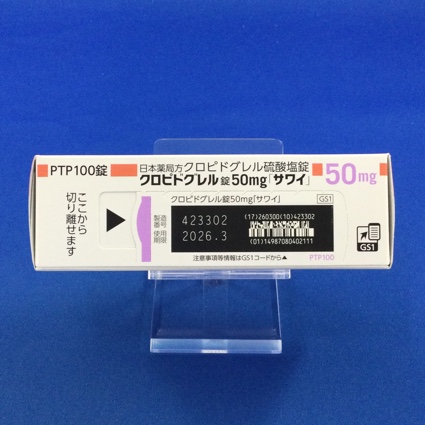 PTP100錠
日本薬局方クロピドグレル硫酸塩錠
クロピドグレル錠50mg「サワイ」
50mg
ここから
切り離せます
クロピドグレル錠50mg「サワイ」
GS1
製造番号
423302
使用期限
2026.3
(17)260300(10)423302
(01)14987080402111
GS1
注意事項等情報はGS1コードから▲
PTP100